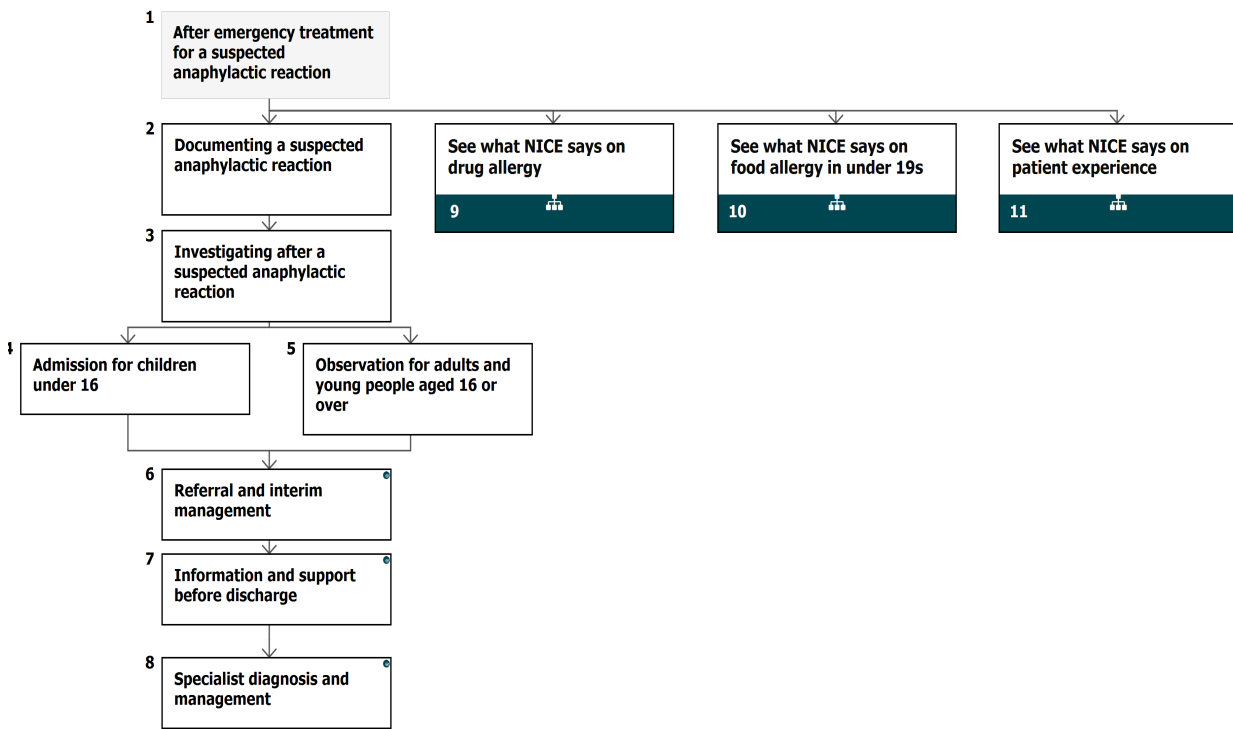 1
After emergency treatment
for a suspected
anaphylactic reaction
2
Documenting a suspected
anaphylactic reaction
See what NICE says on
drug allergy
9
See what NICE says on
food allergy in under 19s
10
See what NICE says on
patient experience
11
3
Investigating after a
suspected anaphylactic
reaction
4
Admission for children
under 16
5
Observation for adults and
young people aged 16 or
over
6
Referral and interim
management
7
Information and support
before discharge
8
Specialist diagnosis and
management